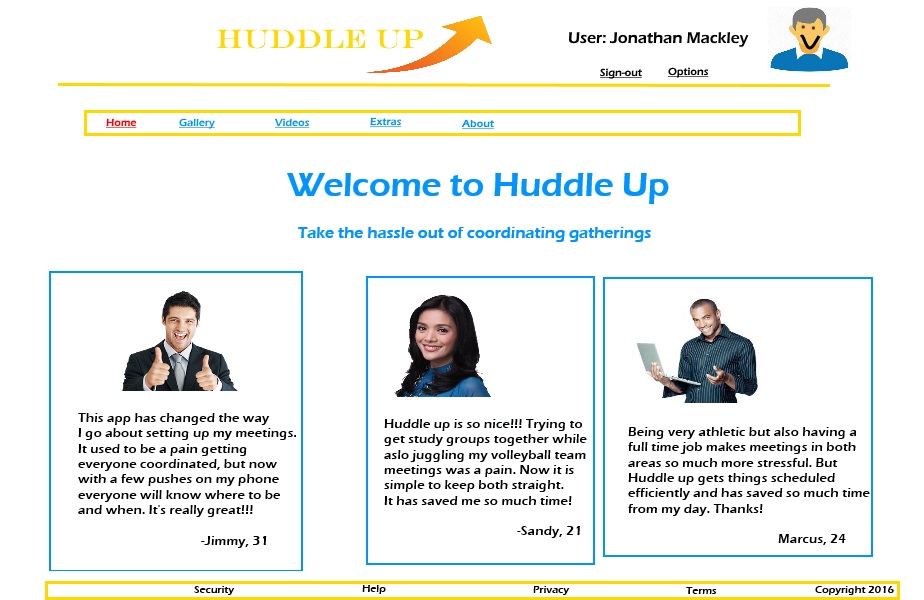 HUDDLE UP
User: Jonathan Mackley
Sign-out Options
Home Gallery Videos Extras About
Welcome to Huddle Up
Take the hassle out of coordinating gatherings
This app has changed the way
I go about setting up my meetings.
It used to be a pain getting
everyone coordinated, but now
with a few pushes on my phone
everyone will know where to be
and when. It's really great!!!
-Jimmy, 31
Huddle up is so nice!!! Trying to
get study groups together while
aslo juggling my volleyball team
meetings was a pain. Now it is
simple to keep both straight.
It has saved me so much time!
-Sandy, 21
Being very athletic but also having a
full time job makes meetings in both
areas so much more stressful. But
Huddle up gets things scheduled
efficiently and has saved so much time
from my day. Thanks!
Marcus, 24
Security Help Privacy Terms Copyright 2016